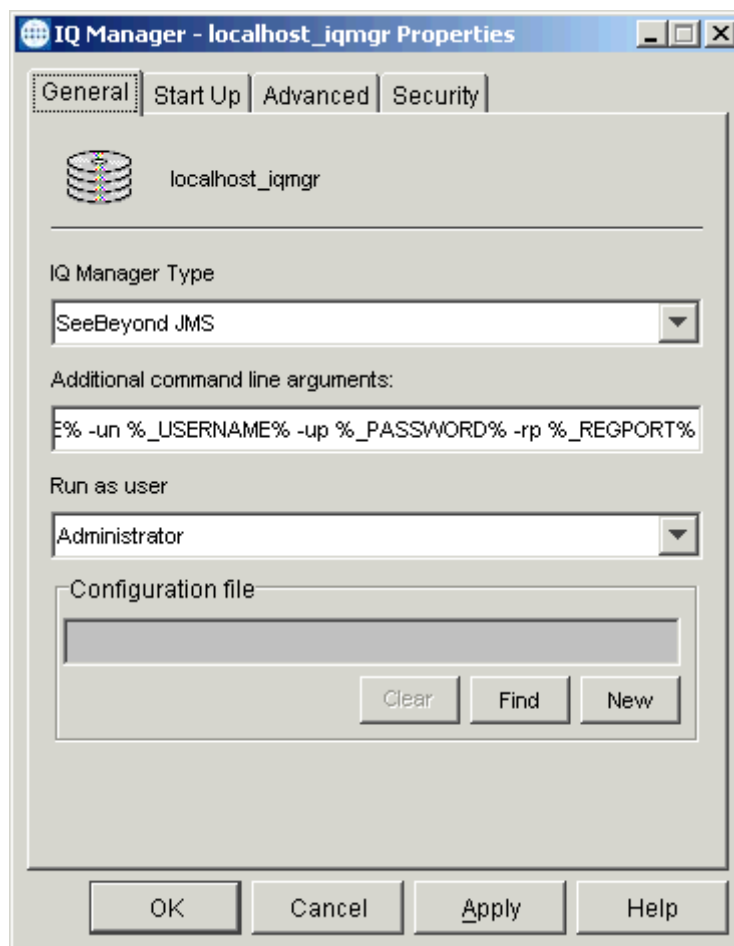 IQ Manager - localhost_iqmgr Properties
General Start Up Advanced Security
localhost_iqmgr
IQ Manager Type
SeeBeyond JMS
Additional command line arguments:
E% -un %_USERNAME% -up %_PASSWORD% -rp %_REGPORT%
Run as user
Administrator
Configuration file
Clear Find New
OK Cancel Apply Help